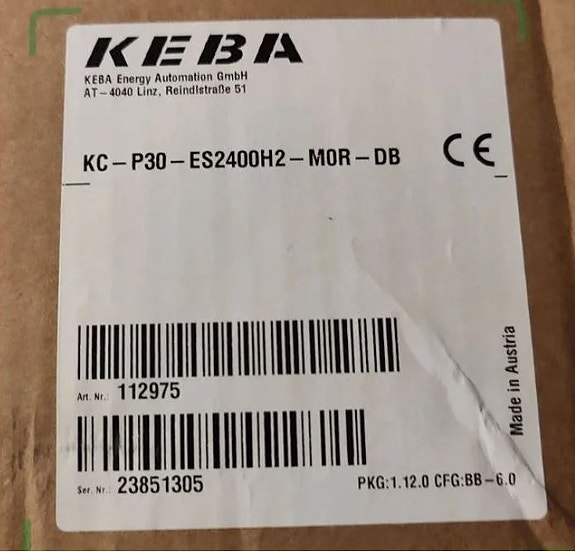 KEBA
KEBA Energy Automation GmbH
AT-4040 Linz, Reindlstraße 51
KC-P30-ES2400H2-M0R-DB
CE
Art. Nr.: 112975
Made in Austria
Ser. Nr.: 23851305
PKG:1.12.0 CFG:BB-6.0